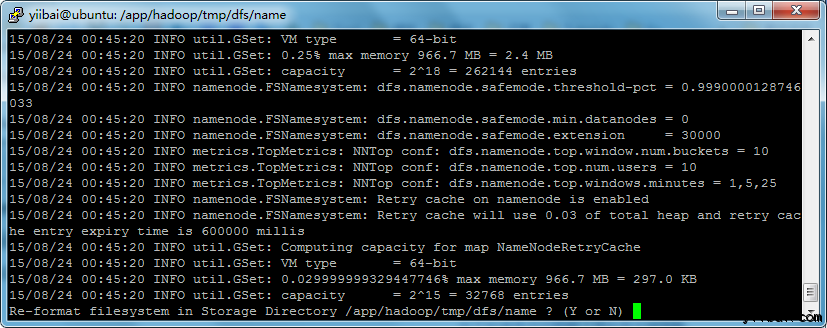 yiibai@ubuntu: /app/hadoop/tmp/dfs/name
15/08/24 00:45:20 INFO util.GSet: VM type       = 64-bit
15/08/24 00:45:20 INFO util.GSet: 0.25% max memory 966.7 MB = 2.4 MB
15/08/24 00:45:20 INFO util.GSet: capacity      = 2^18 = 262144 entries
15/08/24 00:45:20 INFO namenode.FSNamesystem: dfs.namenode.safemode.threshold-pct = 0.9990000128746
033
15/08/24 00:45:20 INFO namenode.FSNamesystem: dfs.namenode.safemode.min.datanodes = 0
15/08/24 00:45:20 INFO namenode.FSNamesystem: dfs.namenode.safemode.extension     = 30000
15/08/24 00:45:20 INFO metrics.TopMetrics: NNTop conf: dfs.namenode.top.window.num.buckets = 10
15/08/24 00:45:20 INFO metrics.TopMetrics: NNTop conf: dfs.namenode.top.num.users = 10
15/08/24 00:45:20 INFO metrics.TopMetrics: NNTop conf: dfs.namenode.top.windows.minutes = 1,5,25
15/08/24 00:45:20 INFO namenode.FSNamesystem: Retry cache on namenode is enabled
15/08/24 00:45:20 INFO namenode.FSNamesystem: Retry cache will use 0.03 of total heap and retry cac
he entry expiry time is 600000 millis
15/08/24 00:45:20 INFO util.GSet: Computing capacity for map NameNodeRetryCache
15/08/24 00:45:20 INFO util.GSet: VM type       = 64-bit
15/08/24 00:45:20 INFO util.GSet: 0.029999999329447746% max memory 966.7 MB = 297.0 KB
15/08/24 00:45:20 INFO util.GSet: capacity      = 2^15 = 32768 entries
Re-format filesystem in Storage Directory /app/hadoop/tmp/dfs/name ? (Y or N)